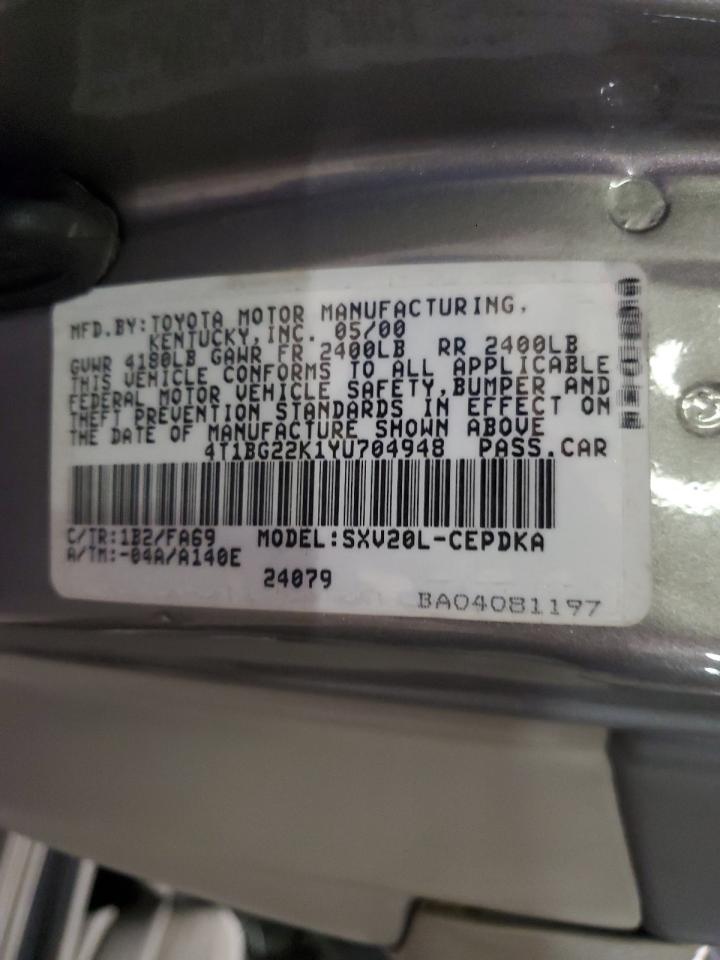 MFD.BY:TOYOTA MOTOR MANUFACTURING,
KENTUCKY,INC. 05/00
GVWR 4180LB GAWR FR 2400LB RR 2400LB
THIS VEHICLE CONFORMS TO ALL APPLICABLE
FEDERAL MOTOR VEHICLE SAFETY,BUMPER AND
THEFT PREVENTION STANDARDS IN EFFECT ON
THE DATE OF MANUFACTURE SHOWN ABOVE
4T1BG22K1YU704948 PASS.CAR
C/TR:1B2/FA69 MODEL:SXV20L-CEPDKA
A/TM:-04A/A140E
24079
BA04081197